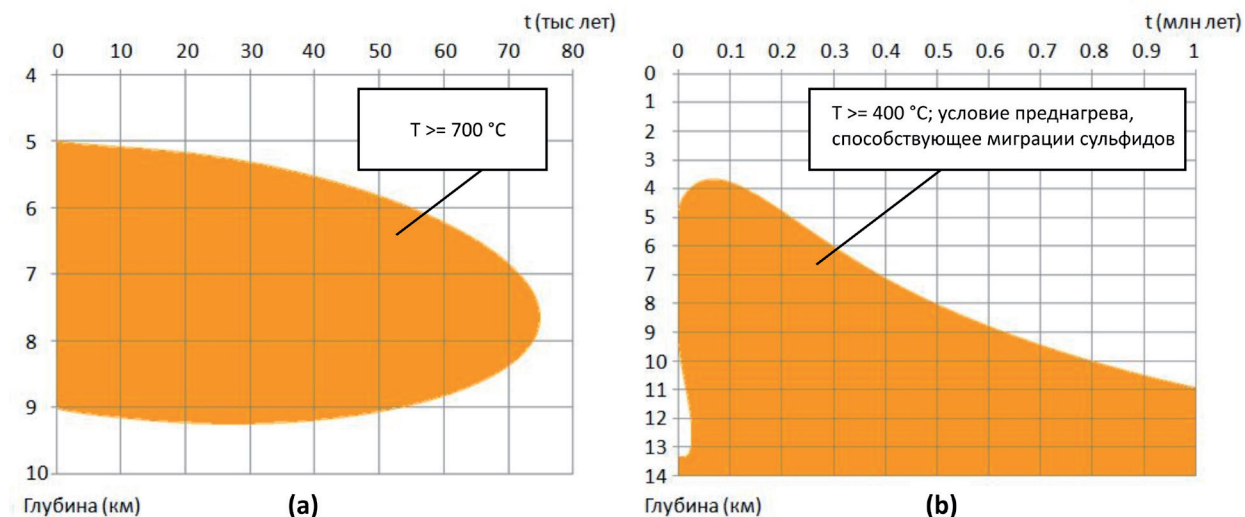 t (тыс лет)
0 10 20 30 40 50 60 70 80
4
5
6
7
8
9
10
T >= 700 °C
Глубина (км)
(a)
t (млн лет)
0 0.1 0.2 0.3 0.4 0.5 0.6 0.7 0.8 0.9 1
0
1
2
3
4
5
6
7
8
9
10
11
12
13
14
T >= 400 °C; условие преднагрева,
способствующее миграции сульфидов
Глубина (км)
(b)